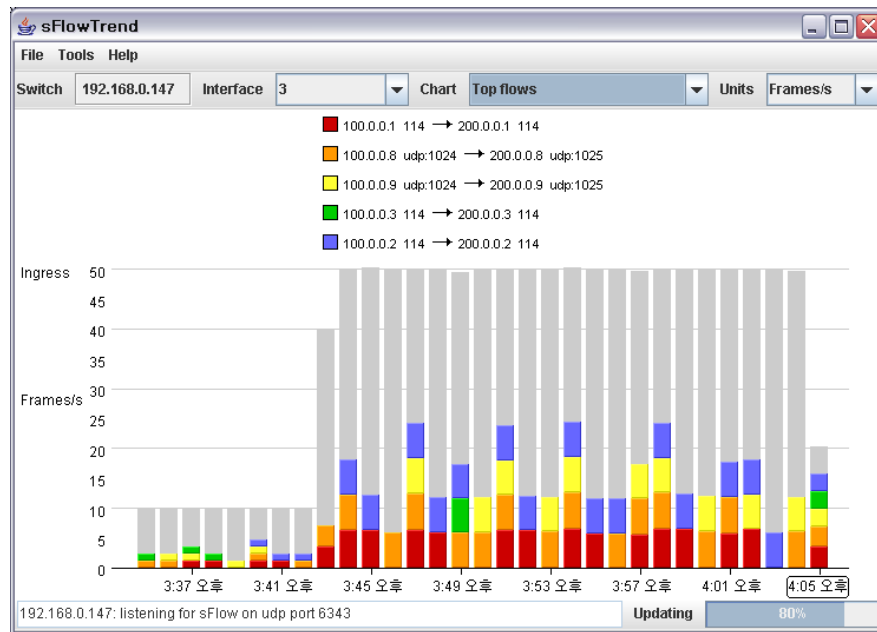 sFlowTrend
File Tools Help
Switch 192.168.0.147 Interface 3 Chart Top flows Units Frames/s
100.0.0.1 114 → 200.0.0.1 114
100.0.0.8 udp:1024 → 200.0.0.8 udp:1025
100.0.0.9 udp:1024 → 200.0.0.9 udp:1025
100.0.0.3 114 → 200.0.0.3 114
100.0.0.2 114 → 200.0.0.2 114
Ingress 50
45
40
35
30
Frames/s
25
20
15
10
5
0
3:37 오후 3:41 오후 3:45 오후 3:49 오후 3:53 오후 3:57 오후 4:01 오후 4:05 오후
192.168.0.147: listening for sFlow on udp port 6343 Updating 80%